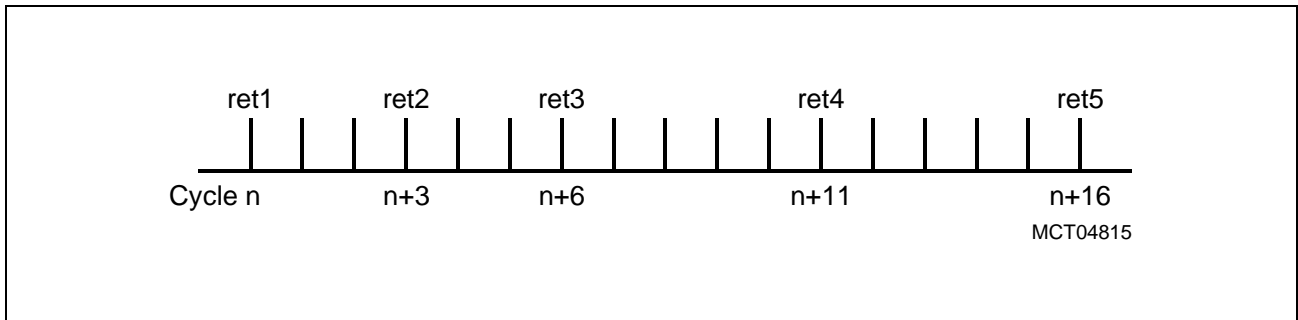 ret1 ret2 ret3 ret4 ret5
Cycle n n+3 n+6 n+11 n+16
MCT04815